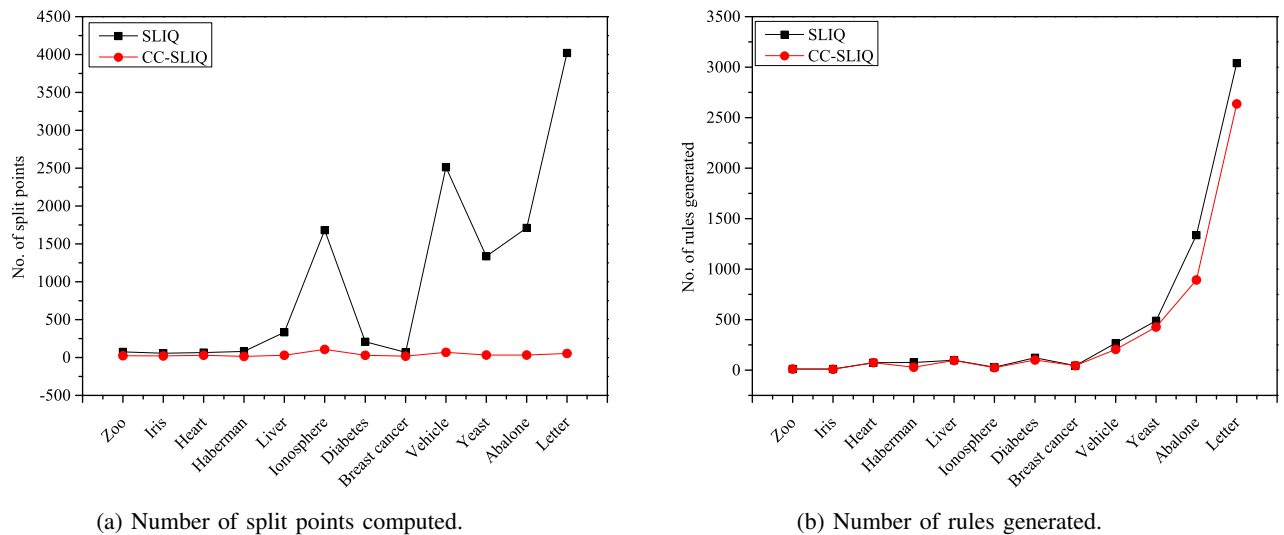 SLIQ
CC-SLIQ
4500
4000
3500
3000
2500
2000
1500
1000
500
0
-500
No. of split points
Zoo
Iris
Heart
Haberman
Liver
Ionosphere
Diabetes
Breast cancer
Vehicle
Yeast
Abalone
Letter
(a) Number of split points computed.
SLIQ
CC-SLIQ
3500
3000
2500
2000
1500
1000
500
0
No. of rules generated
Zoo
Iris
Heart
Haberman
Liver
Ionosphere
Diabetes
Breast cancer
Vehicle
Yeast
Abalone
Letter
(b) Number of rules generated.